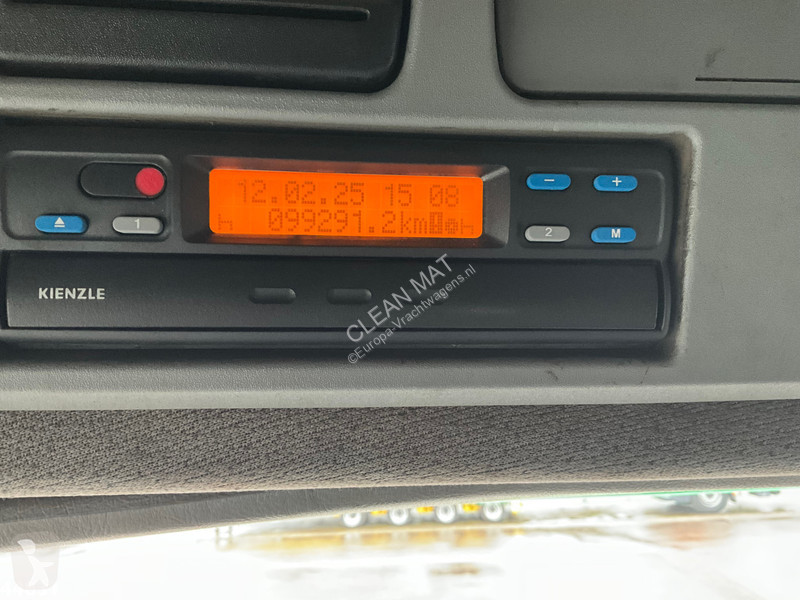 12.02.25 15 08
099291.2km
1
2
M
KIENZLE
CLEAN MAT
©Europa-Vrachtwagens.nl